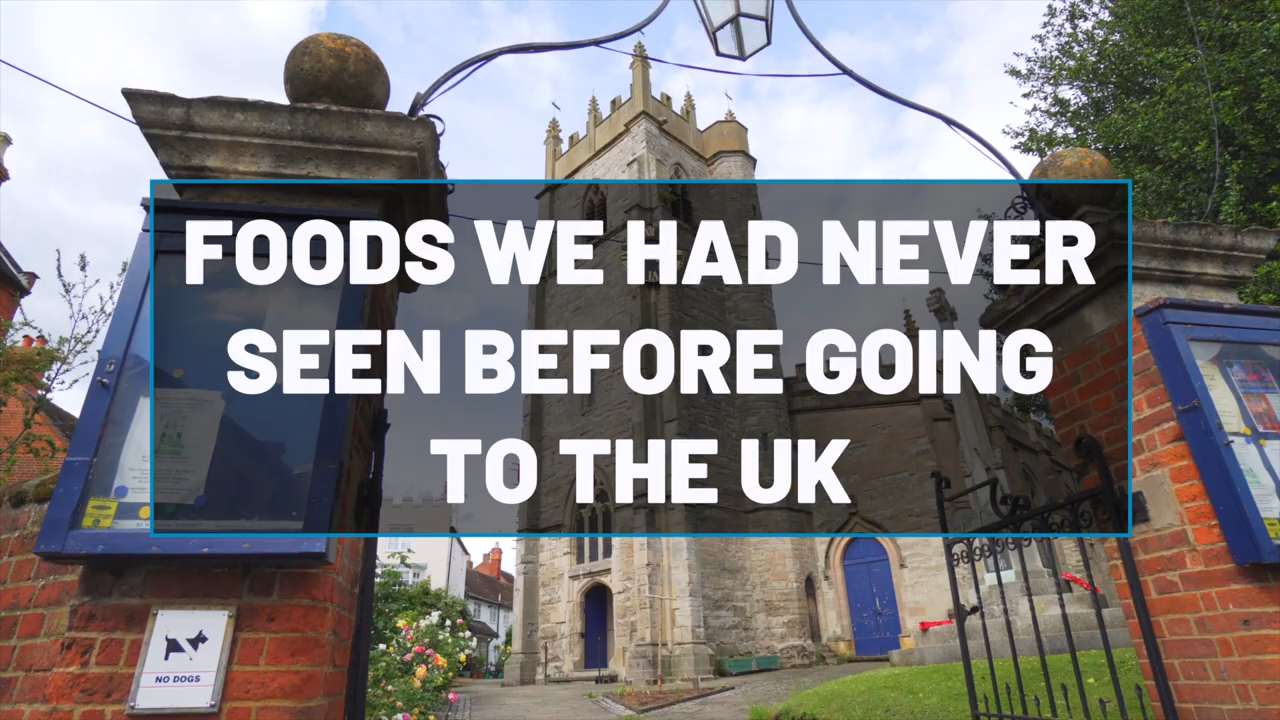 FOODS WE HAD NEVER
SEEN BEFORE GOING
TO THE UK
NO DOGS